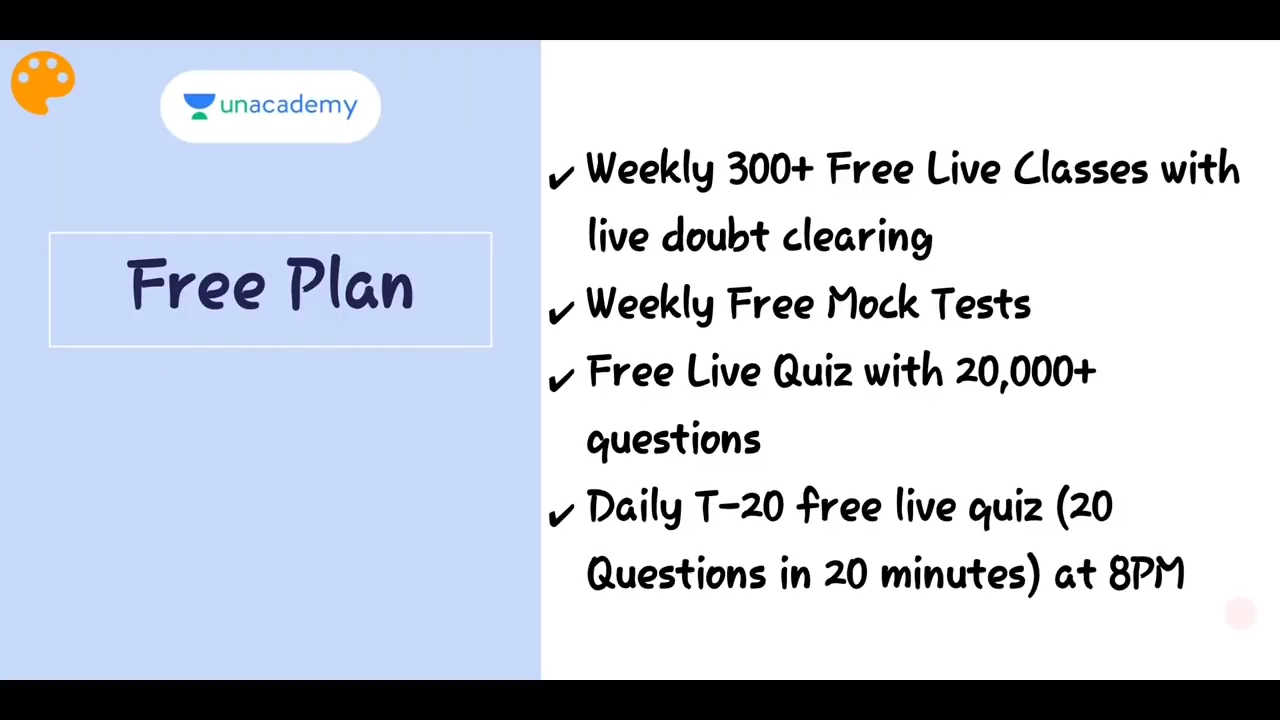 unacademy
Free Plan
✓ Weekly 300+ Free Live Classes with
live doubt clearing
✓ Weekly Free Mock Tests
✓ Free Live Quiz with 20,000+
questions
✓ Daily T-20 free live quiz (20
Questions in 20 minutes) at 8PM